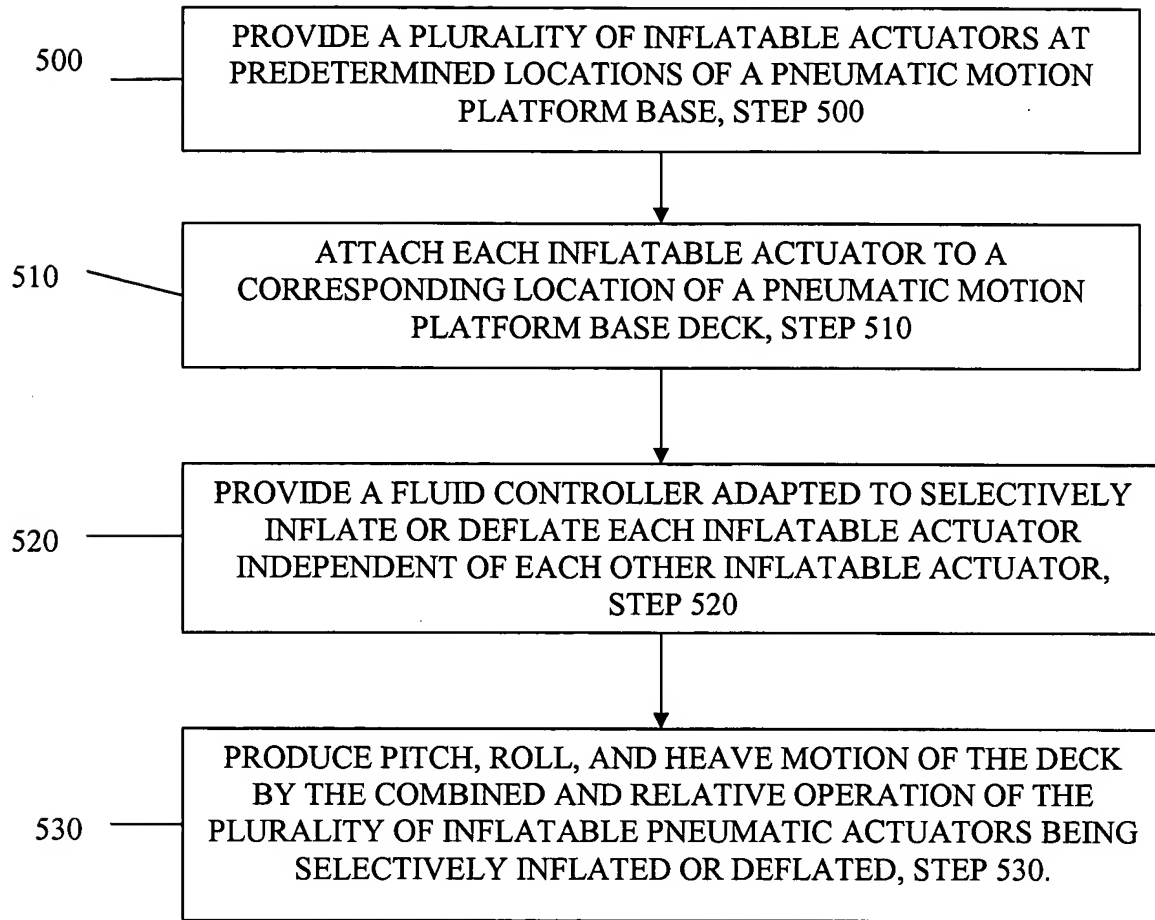 500
PROVIDE A PLURALITY OF INFLATABLE ACTUATORS AT
PREDETERMINED LOCATIONS OF A PNEUMATIC MOTION
PLATFORM BASE, STEP 500
510
ATTACH EACH INFLATABLE ACTUATOR TO A
CORRESPONDING LOCATION OF A PNEUMATIC MOTION
PLATFORM BASE DECK, STEP 510
520
PROVIDE A FLUID CONTROLLER ADAPTED TO SELECTIVELY
INFLATE OR DEFLATE EACH INFLATABLE ACTUATOR
INDEPENDENT OF EACH OTHER INFLATABLE ACTUATOR,
STEP 520
530
PRODUCE PITCH, ROLL, AND HEAVE MOTION OF THE DECK
BY THE COMBINED AND RELATIVE OPERATION OF THE
PLURALITY OF INFLATABLE PNEUMATIC ACTUATORS BEING
SELECTIVELY INFLATED OR DEFLATED, STEP 530.